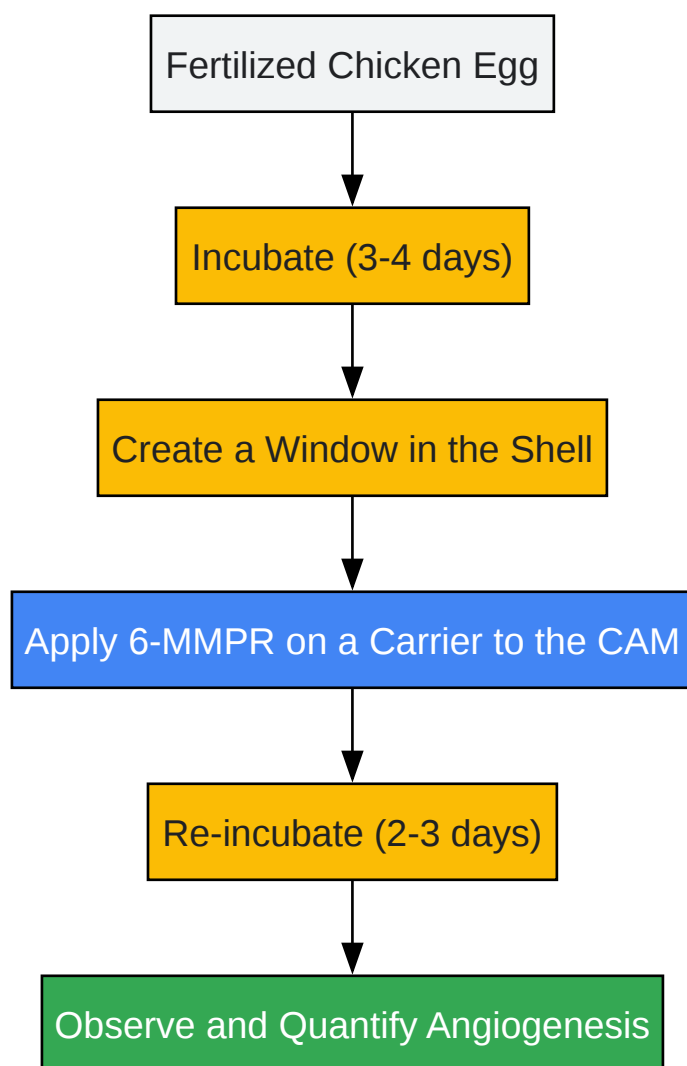 Fertilized Chicken Egg
Incubate (3-4 days)
Create a Window in the Shell
Apply 6-MMPR on a Carrier to the CAM
Re-incubate (2-3 days)
Observe and Quantify Angiogenesis